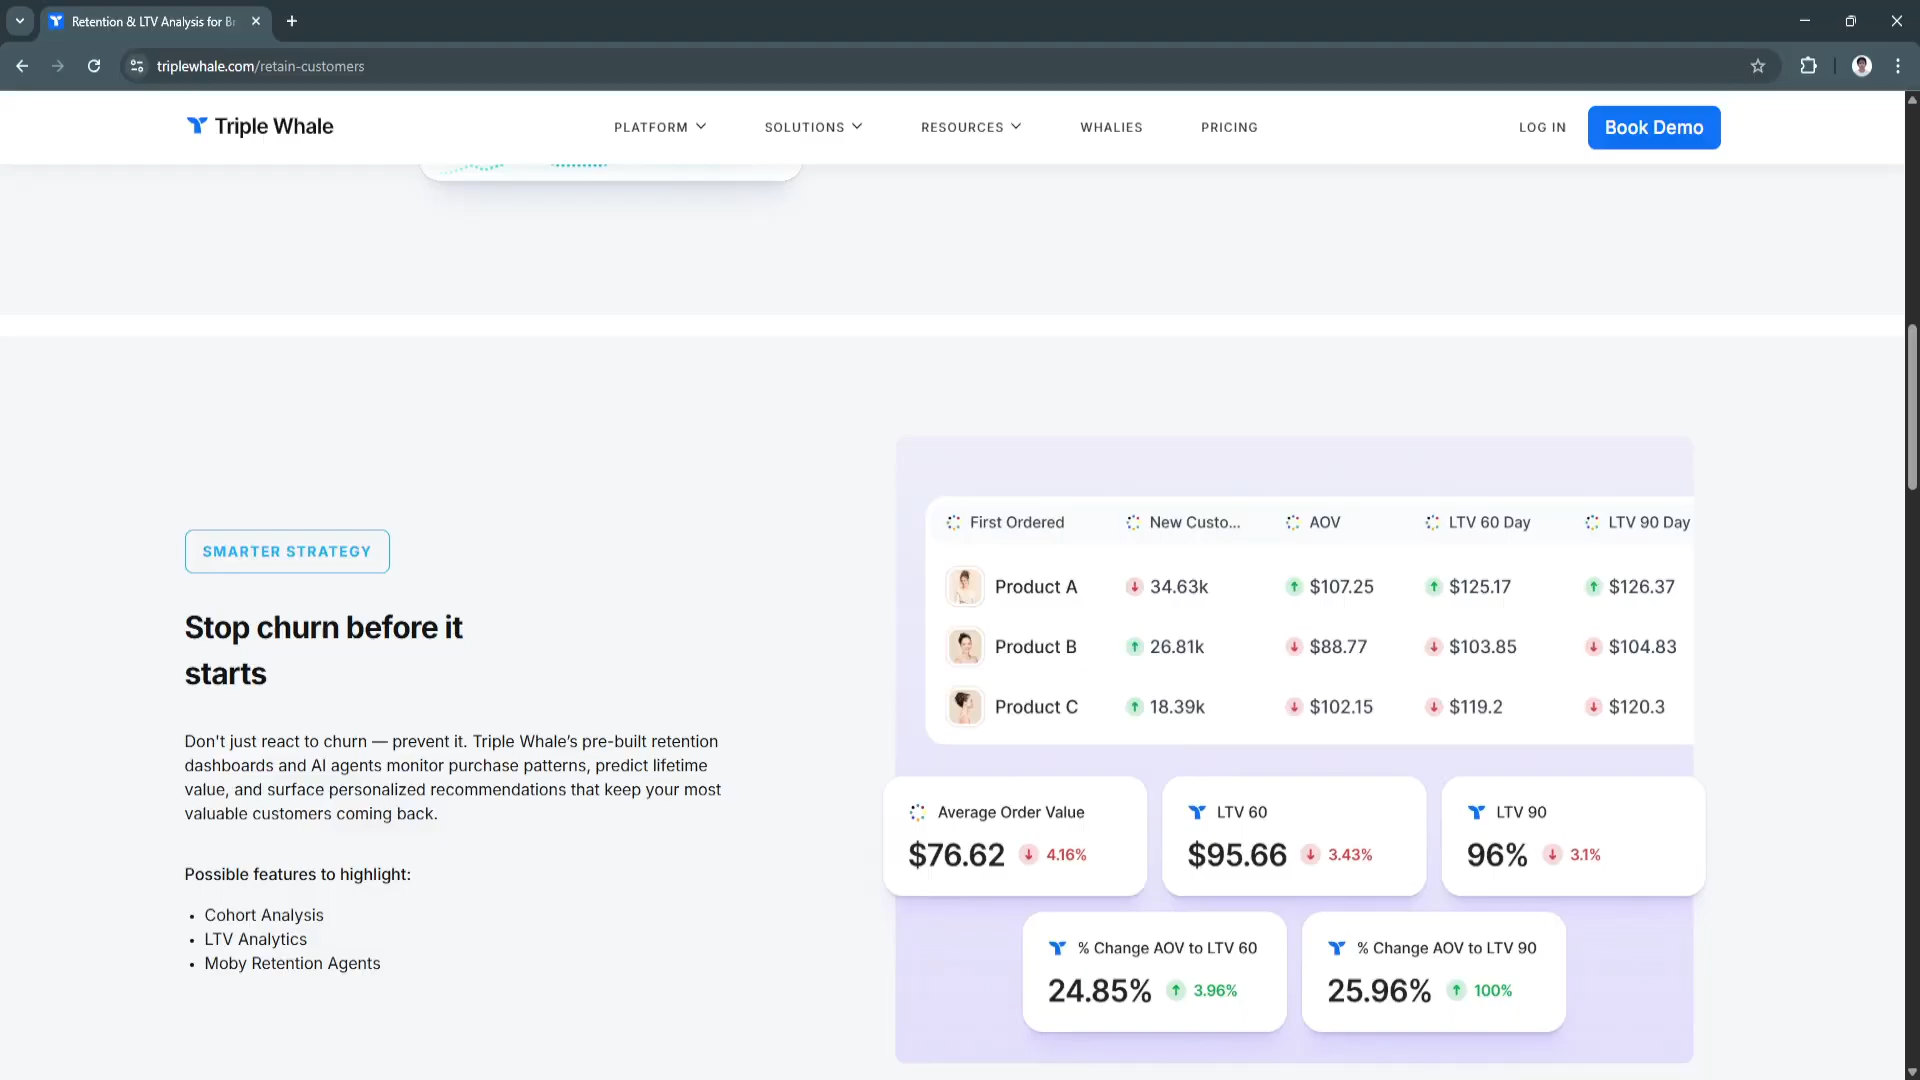 Retention & LTV Analysis for Br
triplewhale.com/retain-customers
Triple Whale
PLATFORM
SOLUTIONS
RESOURCES
WHALIES
PRICING
LOG IN
Book Demo
SMARTER STRATEGY
Stop churn before it
starts
Don't just react to churn — prevent it. Triple Whale’s pre-built retention
dashboards and AI agents monitor purchase patterns, predict lifetime
value, and surface personalized recommendations that keep your most
valuable customers coming back.
Possible features to highlight:
• Cohort Analysis
• LTV Analytics
• Moby Retention Agents
First Ordered New Custo... AOV LTV 60 Day LTV 90 Day
Product A 34.63k $107.25 $125.17 $126.37
Product B 26.81k $88.77 $103.85 $104.83
Product C 18.39k $102.15 $119.2 $120.3
Average Order Value
$76.62 4.16%
LTV 60
$95.66 3.43%
LTV 90
96% 3.1%
% Change AOV to LTV 60
24.85% 3.96%
% Change AOV to LTV 90
25.96% 100%